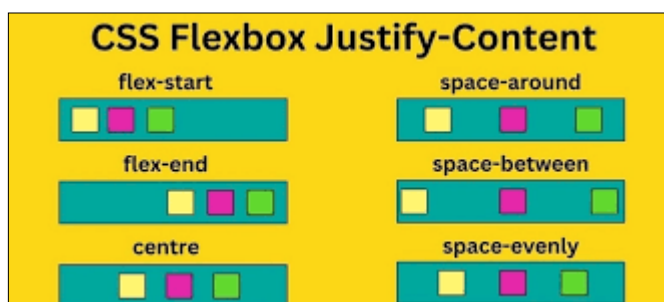 CSS Flexbox Justify-Content
flex-start
space-around
flex-end
space-between
centre
space-evenly